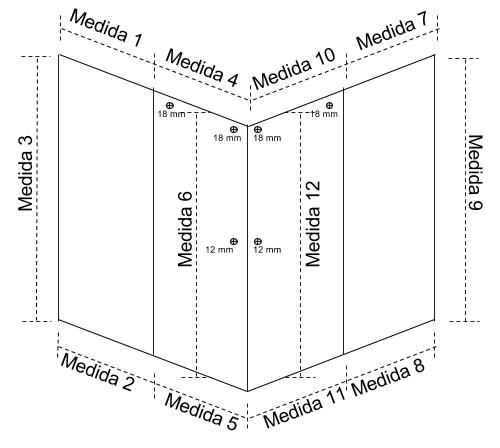 Medida 1
Medida 4
Medida 10
Medida 7
18 mm
18 mm
18 mm
18 mm
Medida 3
Medida 6
Medida 12
Medida 9
12 mm
12 mm
Medida 2
Medida 5
Medida 11
Medida 8